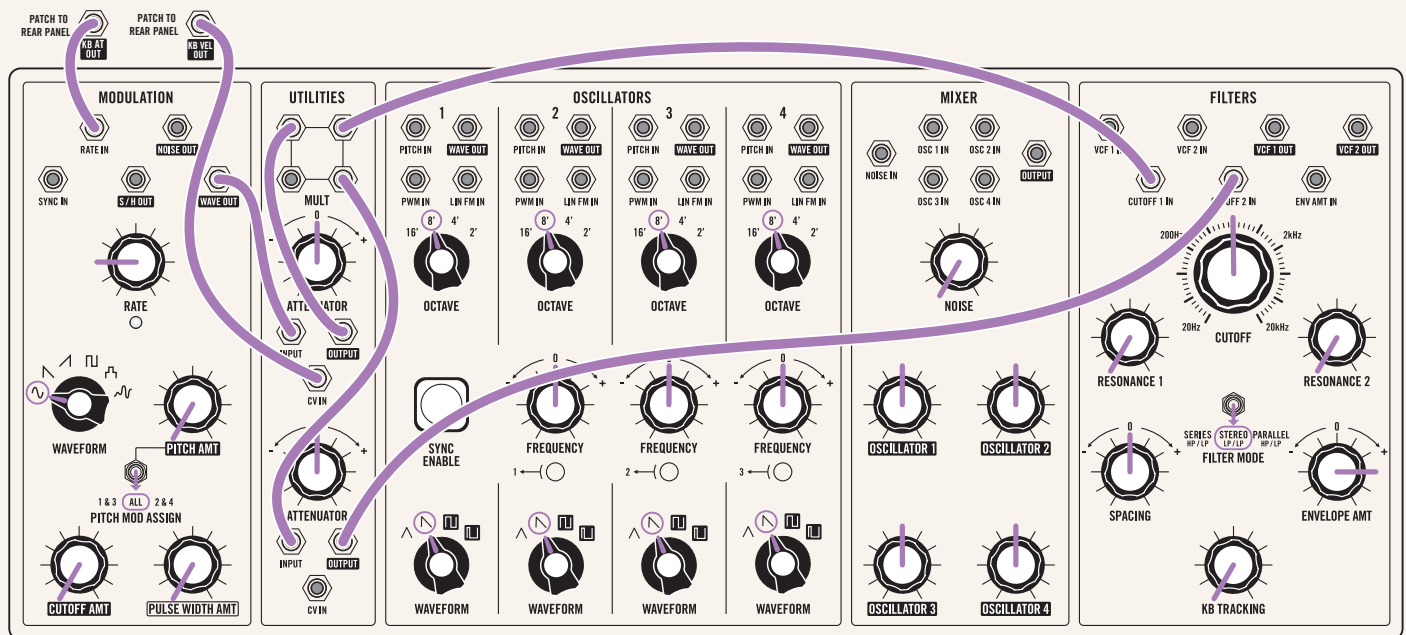 PATCH TO
REAR PANEL
KB AT
OUT
PATCH TO
REAR PANEL
KB VEL
OUT
MODULATION
RATE IN
NOISE OUT
SYNC IN
S / H OUT
WAVE OUT
RATE
WAVEFORM
PITCH AMT
1 & 3 ALL 2 & 4
PITCH MOD ASSIGN
CUTOFF AMT
PULSE WIDTH AMT
UTILITIES
MULT
- 0 +
ATTENUATOR
INPUT
OUTPUT
CV IN
- 0 +
ATTENUATOR
INPUT
OUTPUT
CV IN
OSCILLATORS
1
PITCH IN
WAVE OUT
PWM IN
LIN FM IN
16' 8' 4' 2'
OCTAVE
SYNC
ENABLE
WAVEFORM
2
PITCH IN
WAVE OUT
PWM IN
LIN FM IN
16' 8' 4' 2'
OCTAVE
- 0 +
FREQUENCY
1
WAVEFORM
3
PITCH IN
WAVE OUT
PWM IN
LIN FM IN
16' 8' 4' 2'
OCTAVE
- 0 +
FREQUENCY
2
WAVEFORM
4
PITCH IN
WAVE OUT
PWM IN
LIN FM IN
16' 8' 4' 2'
OCTAVE
- 0 +
FREQUENCY
3
WAVEFORM
MIXER
NOISE IN
OSC 1 IN
OSC 2 IN
OSC 3 IN
OSC 4 IN
OUTPUT
NOISE
OSCILLATOR 1
OSCILLATOR 2
OSCILLATOR 3
OSCILLATOR 4
FILTERS
VCF 1 IN
VCF 2 IN
VCF 1 OUT
VCF 2 OUT
CUTOFF 1 IN
CUTOFF 2 IN
ENV AMT IN
200Hz
2kHz
20Hz
20kHz
CUTOFF
RESONANCE 1
RESONANCE 2
SERIES
HP / LP
STEREO
LP / LP
PARALLEL
HP / LP
FILTER MODE
- 0 +
SPACING
- 0 +
ENVELOPE AMT
KB TRACKING